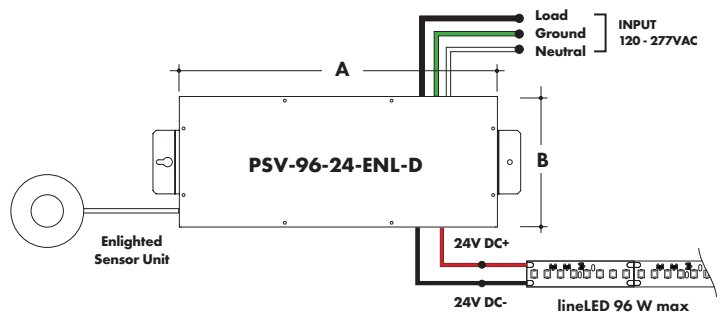 Load
Ground
Neutral
INPUT
120 - 277VAC
A
PSV-96-24-ENL-D
B
Enlighted
Sensor Unit
24V DC+
24V DC-
lineLED 96 W max